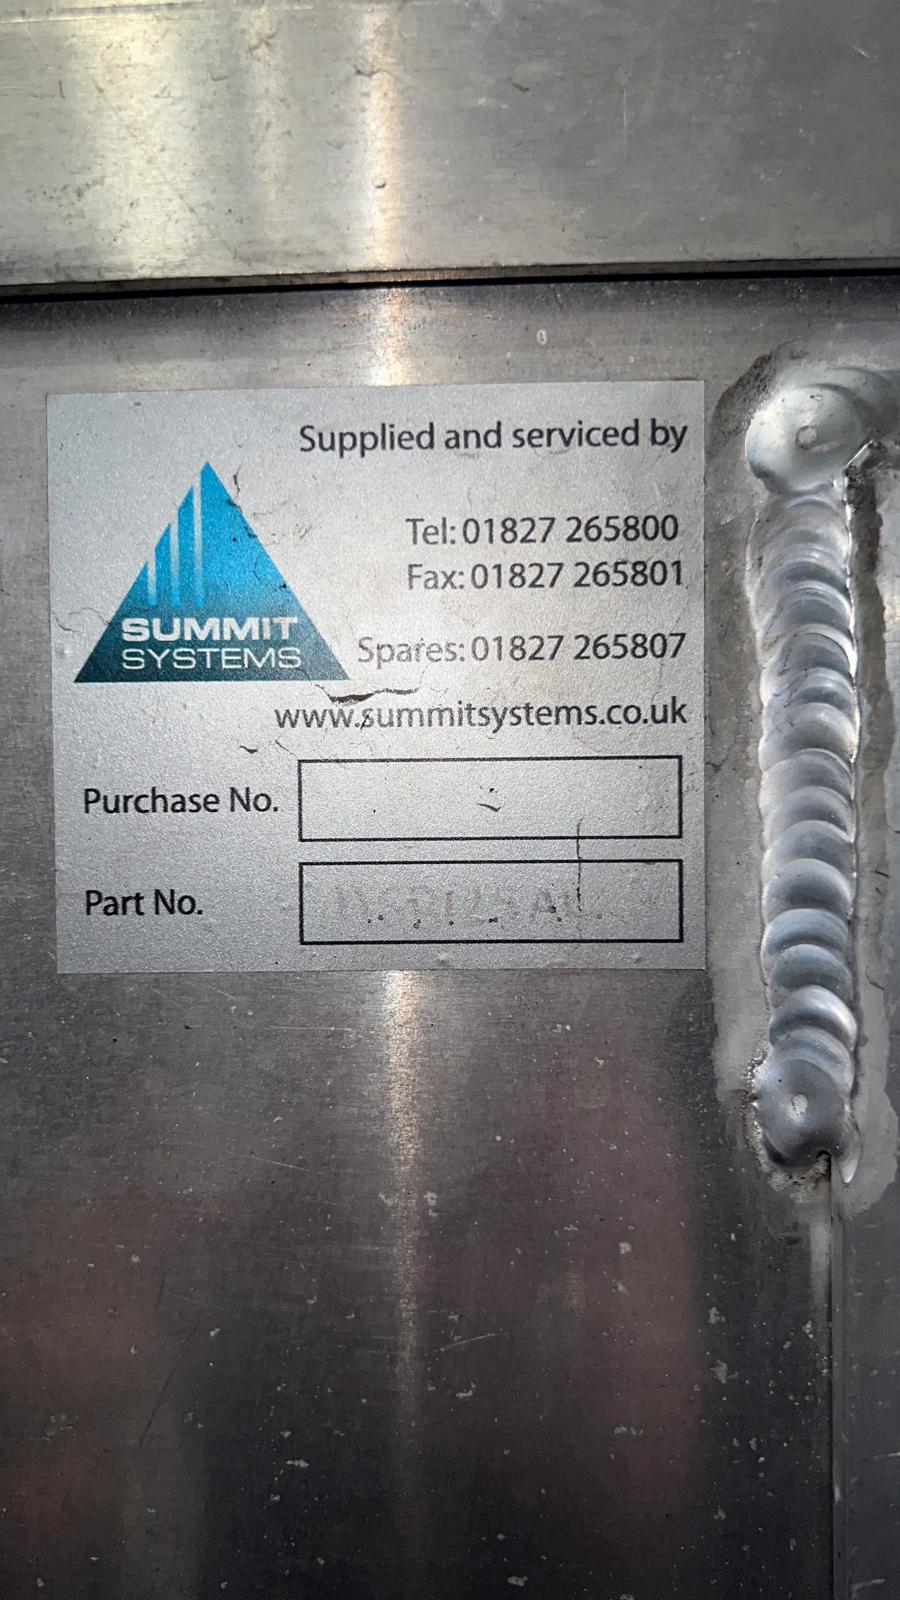 Supplied and serviced by
Tel: 01827 265800
Fax: 01827 265801
SUMMIT
SYSTEMS
Spares: 01827 265807
www.summitsystems.co.uk
Purchase No.
Part No.